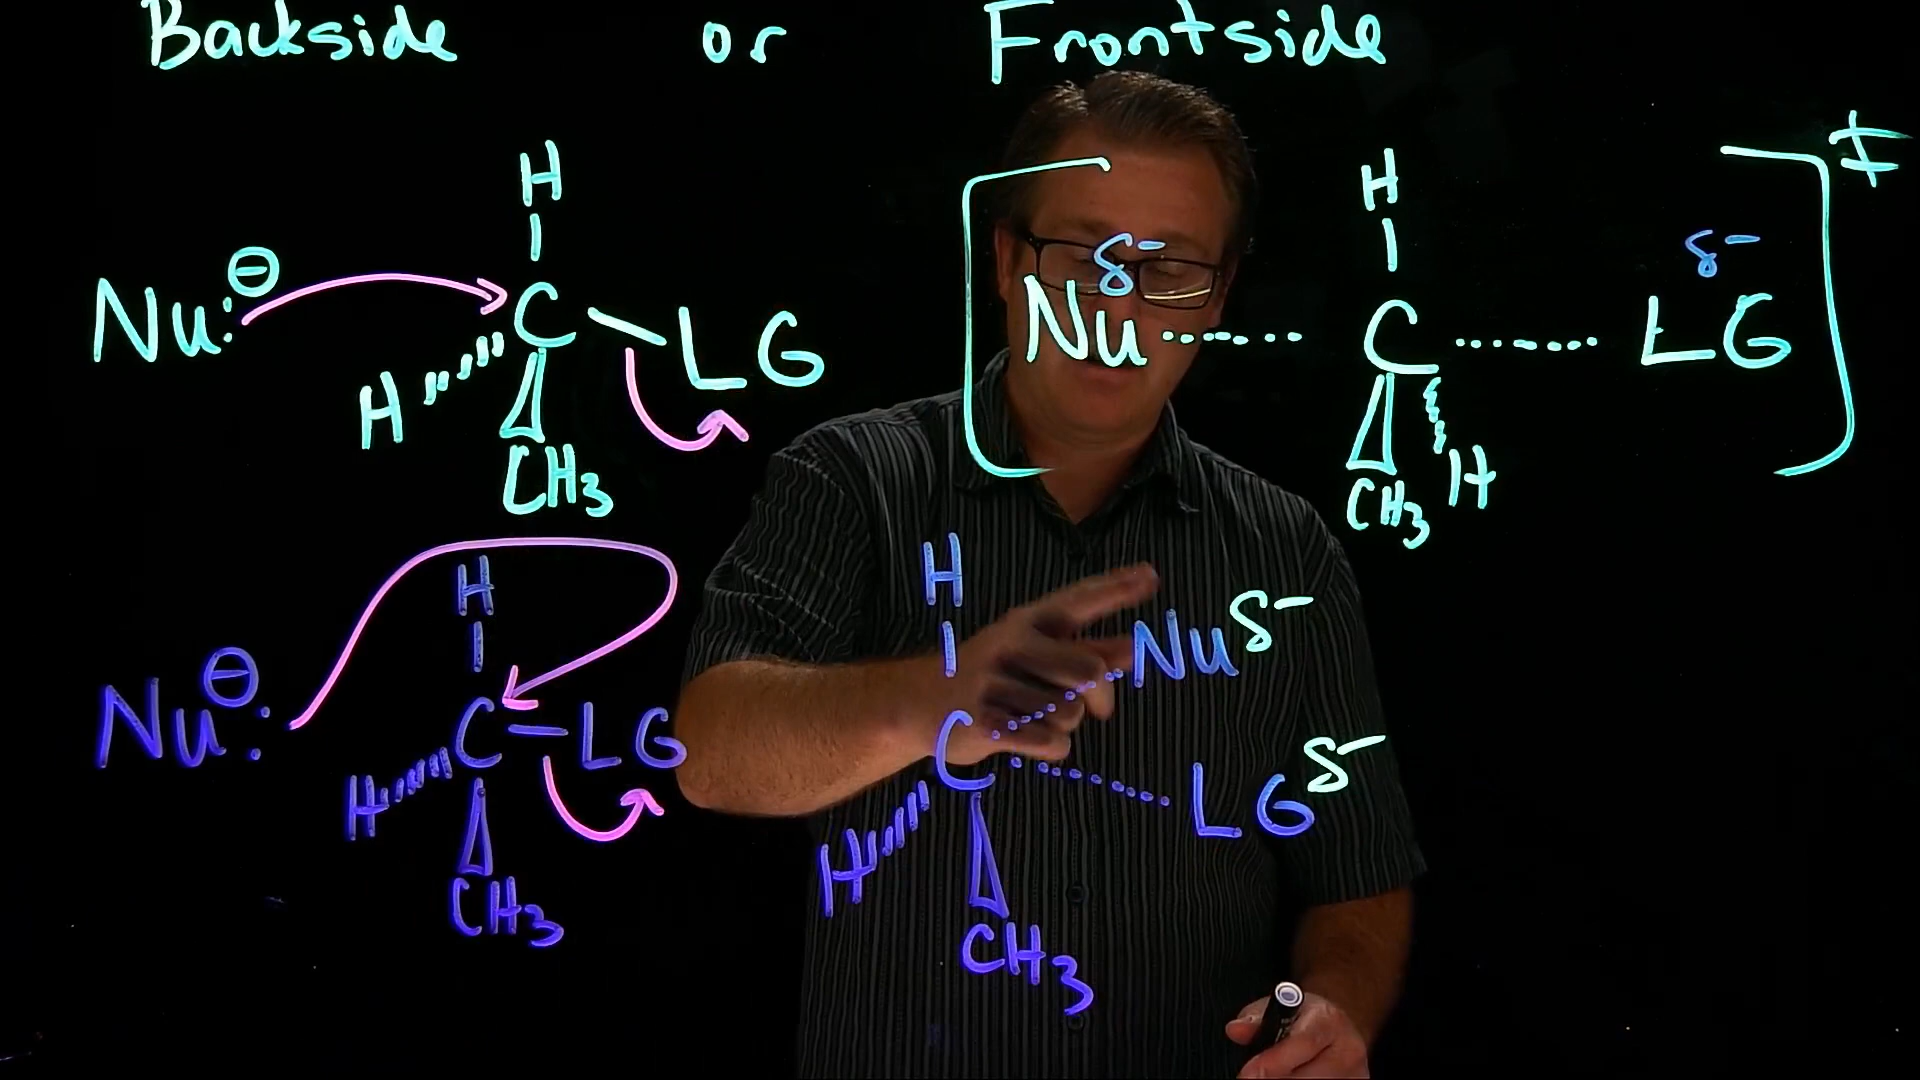 Backside or Frontside
H H ‡
Nu:⊖ C LG Nu δ- C LG δ-
H CH3 CH3 H
H H
Nu⊖: C LG C Nu δ-
LG δ-
H H
CH3 CH3